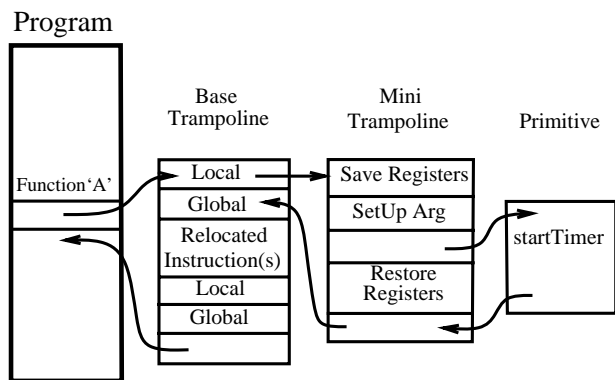 Program
Base
Trampoline
Mini
Trampoline
Primitive
Function‘A’
Local
Global
Relocated
Instruction(s)
Local
Global
Save Registers
SetUp Arg
Restore
Registers
startTimer